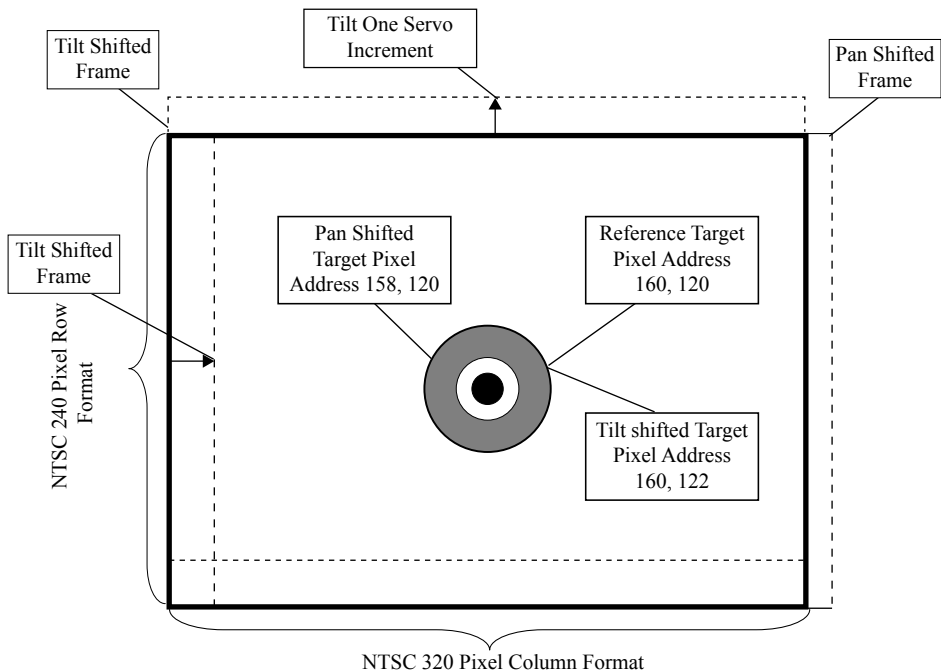 Tilt One Servo
Increment
Tilt Shifted
Frame
Pan Shifted
Frame
Pan Shifted
Target Pixel
Address 158, 120
Reference Target
Pixel Address
160, 120
Tilt Shifted
Frame
NTSC 240 Pixel Row
Format
Tilt shifted Target
Pixel Address
160, 122
NTSC 320 Pixel Column Format